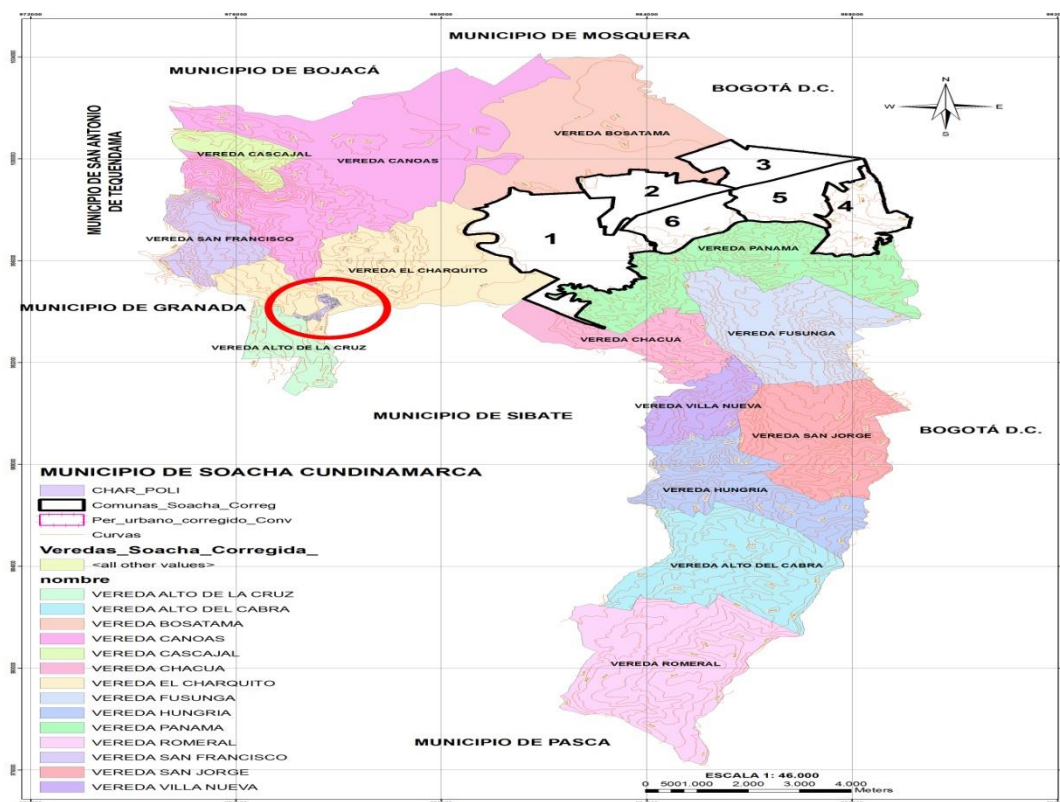 MUNICIPIO DE MOSQUERA
MUNICIPIO DE BOJACÁ
BOGOTÁ D.C.
N
W
E
S
MUNICIPIO DE SAN ANTONIO
DE TEQUENDAMA
VEREDA BOSATAMA
VEREDA CASCAJAL
VEREDA CANOAS
3
2
5
4
1
6
VEREDA SAN FRANCISCO
VEREDA PANAMA
VEREDA EL CHARQUITO
MUNICIPIO DE GRANADA
VEREDA FUSUNGA
VEREDA CHACUA
VEREDA ALTO DE LA CRUZ
VEREDA VILLA NUEVA
MUNICIPIO DE SIBATE
BOGOTÁ D.C.
VEREDA SAN JORGE
VEREDA HUNGRIA
VEREDA ALTO DEL CABRA
VEREDA ROMERAL
MUNICIPIO DE PASCA
MUNICIPIO DE SOACHA CUNDINAMARCA
CHAR_POLI
Comunas_Soacha_Correg
Per_urbano_corregido_Conv
Curvas
Veredas_Soacha_Corregida_
<all other values>
nombre
VEREDA ALTO DE LA CRUZ
VEREDA ALTO DEL CABRA
VEREDA BOSATAMA
VEREDA CANOAS
VEREDA CASCAJAL
VEREDA CHACUA
VEREDA EL CHARQUITO
VEREDA FUSUNGA
VEREDA HUNGRIA
VEREDA PANAMA
VEREDA ROMERAL
VEREDA SAN FRANCISCO
VEREDA SAN JORGE
VEREDA VILLA NUEVA
ESCALA 1: 46.000
0 5001.000 2.000 3.000 4.000
Meters